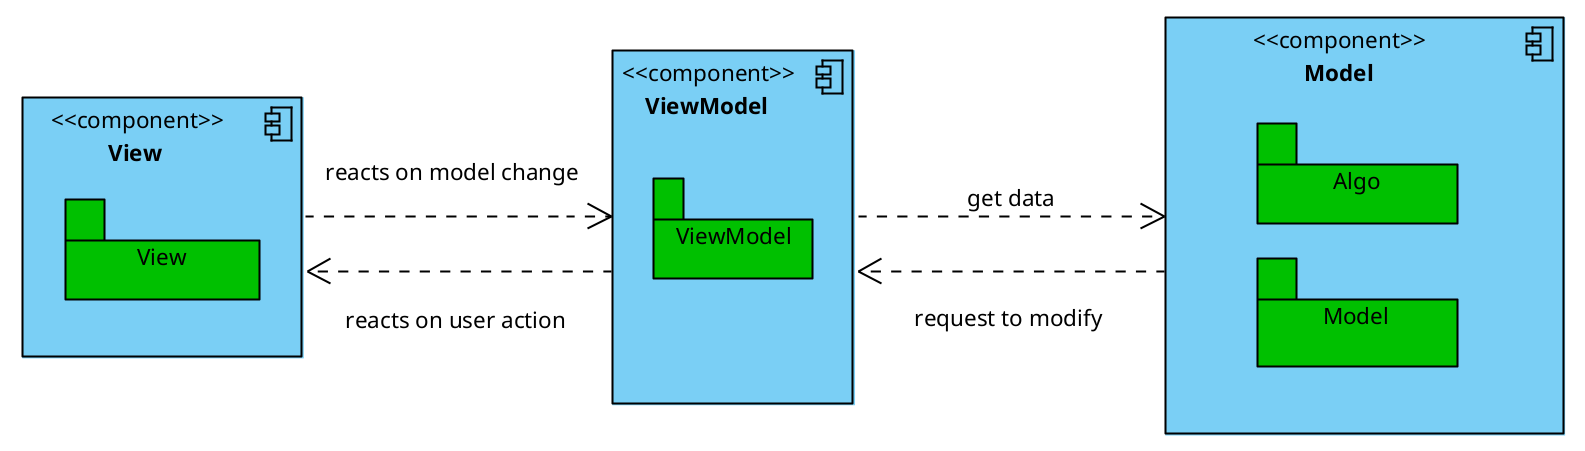 <<component>>
View
View
reacts on model change
reacts on user action
<<component>>
ViewModel
ViewModel
get data
request to modify
<<component>>
Model
Algo
Model